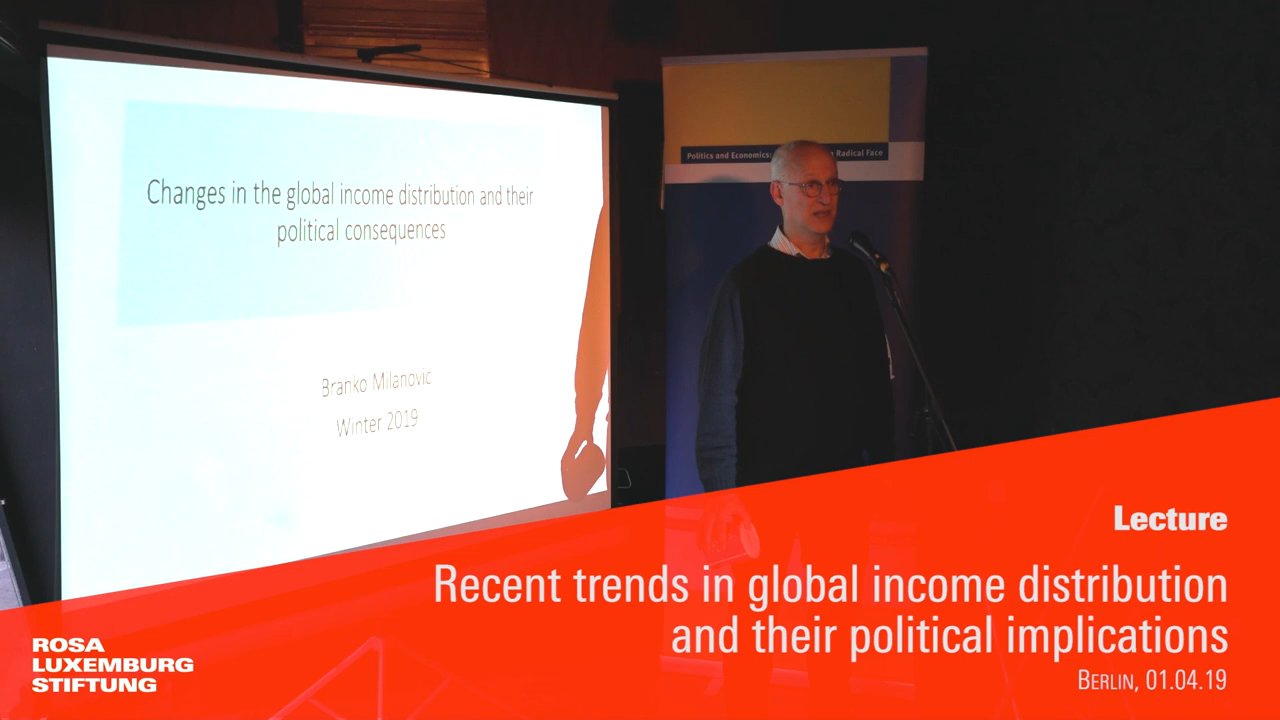 Changes in the global income distribution and their
political consequences
Branko Milanovic
Winter 2019
Politics and Economics:
Radical Face
Lecture
Recent trends in global income distribution
and their political implications
BERLIN, 01.04.19
ROSA
LUXEMBURG
STIFTUNG